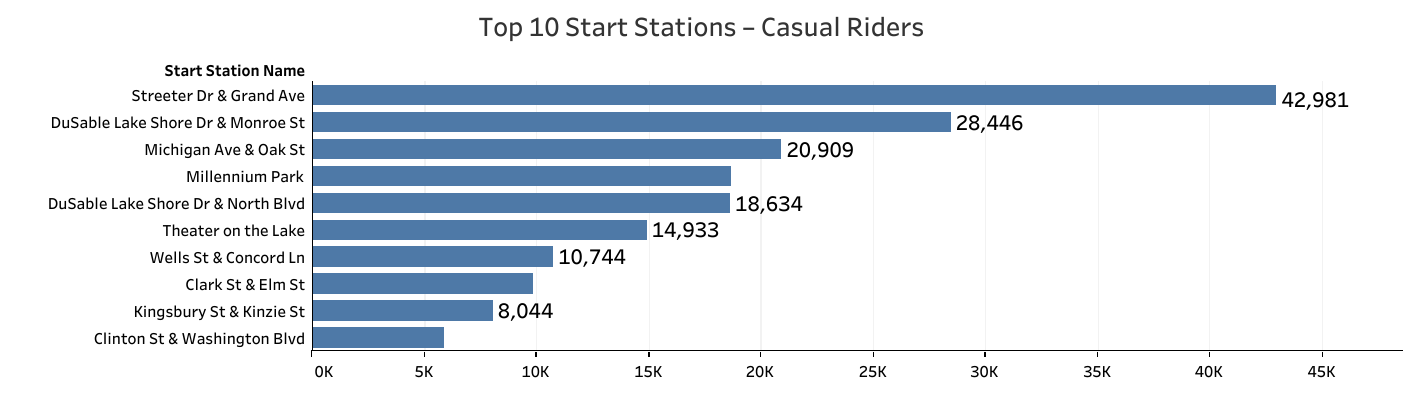 Top 10 Start Stations – Casual Riders
Start Station Name
Streeter Dr & Grand Ave 42,981
DuSable Lake Shore Dr & Monroe St 28,446
Michigan Ave & Oak St 20,909
Millennium Park
DuSable Lake Shore Dr & North Blvd 18,634
Theater on the Lake 14,933
Wells St & Concord Ln 10,744
Clark St & Elm St
Kingsbury St & Kinzie St 8,044
Clinton St & Washington Blvd
0K 5K 10K 15K 20K 25K 30K 35K 40K 45K